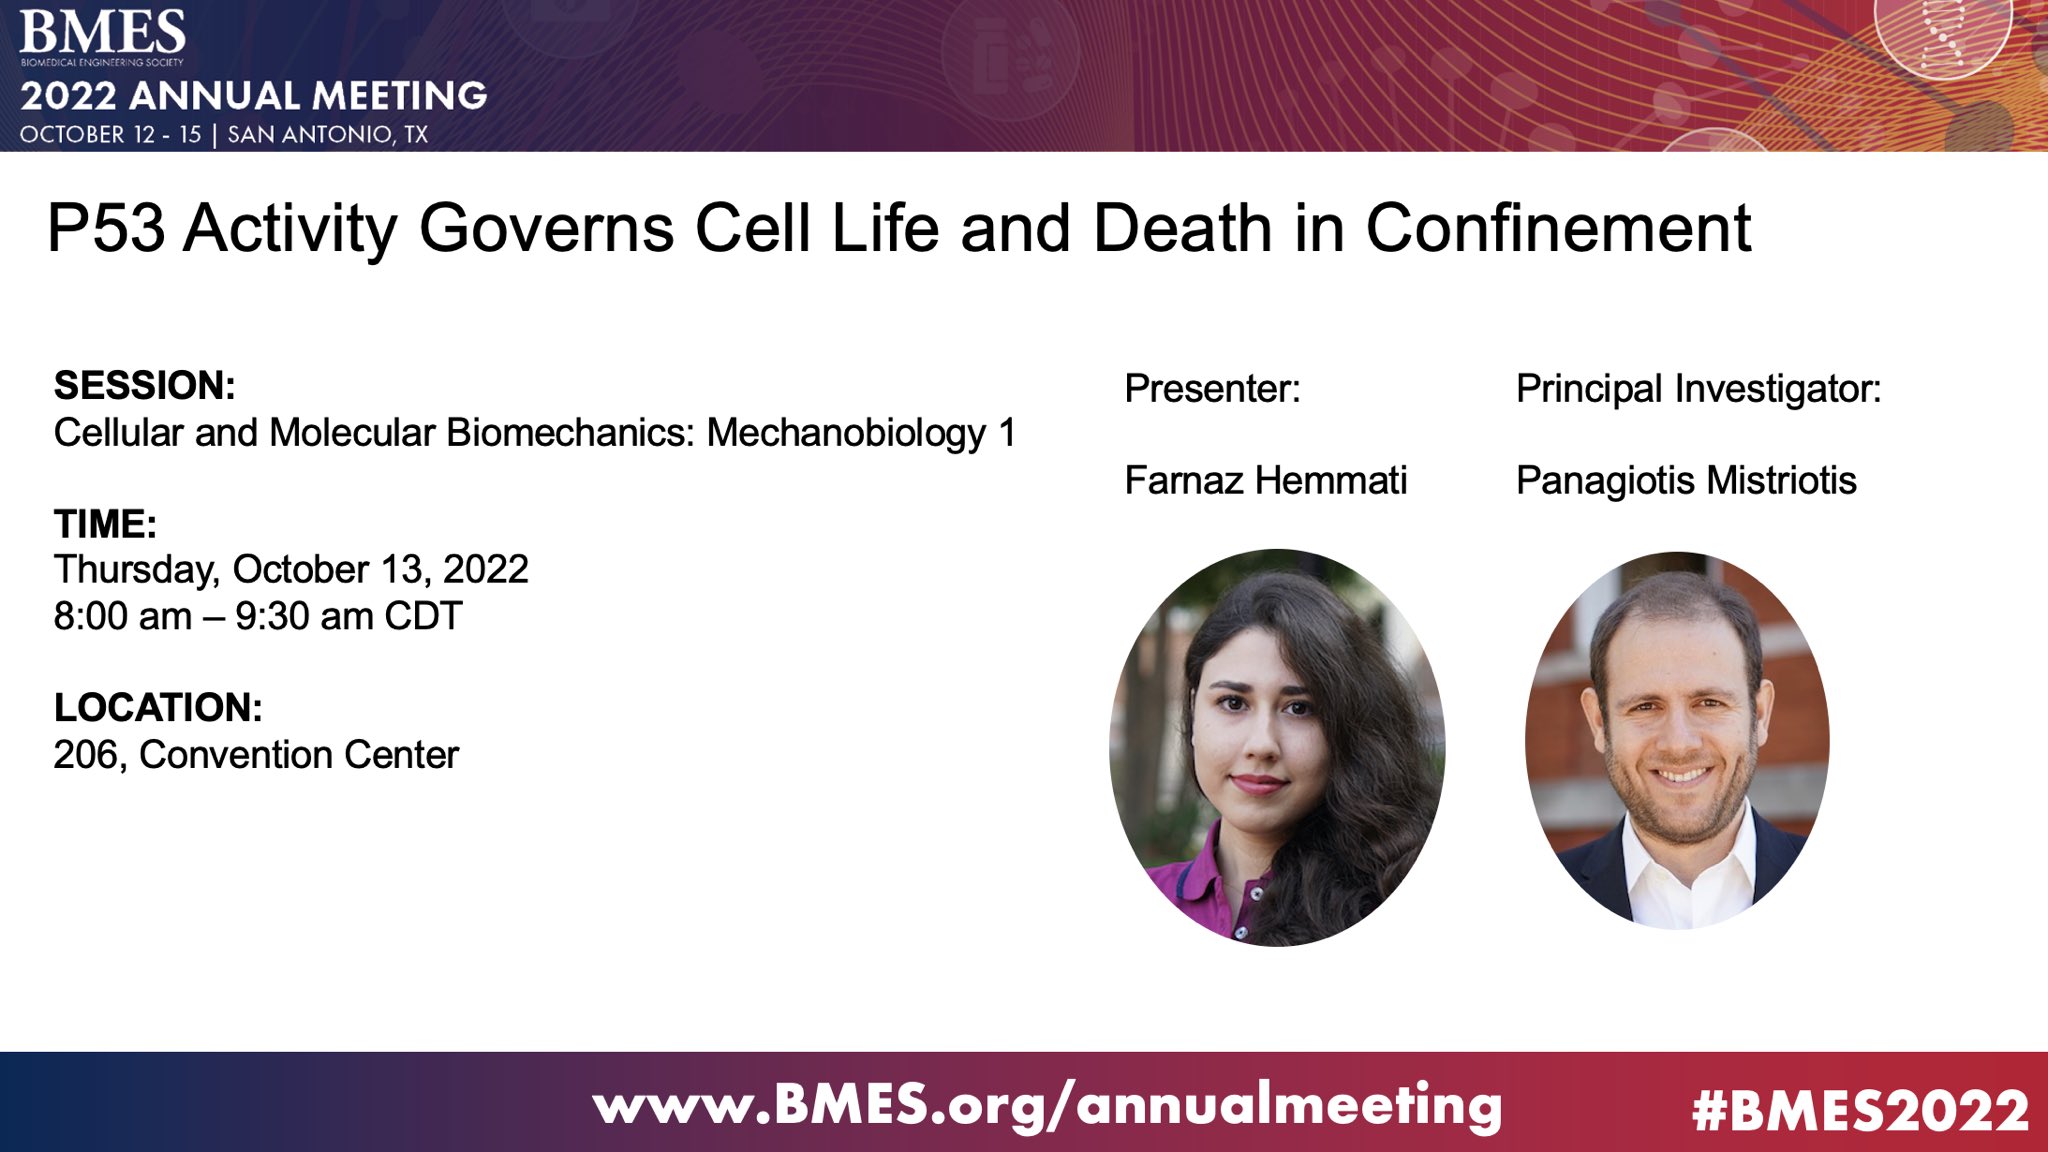 BMES
BIOMEDICAL ENGINEERING SOCIETY
2022 ANNUAL MEETING
OCTOBER 12 - 15 | SAN ANTONIO, TX
P53 Activity Governs Cell Life and Death in Confinement
SESSION:
Cellular and Molecular Biomechanics: Mechanobiology 1
TIME:
Thursday, October 13, 2022
8:00 am – 9:30 am CDT
LOCATION:
206, Convention Center
Presenter:
Farnaz Hemmati
Principal Investigator:
Panagiotis Mistriotis
www.BMES.org/annualmeeting
#BMES2022